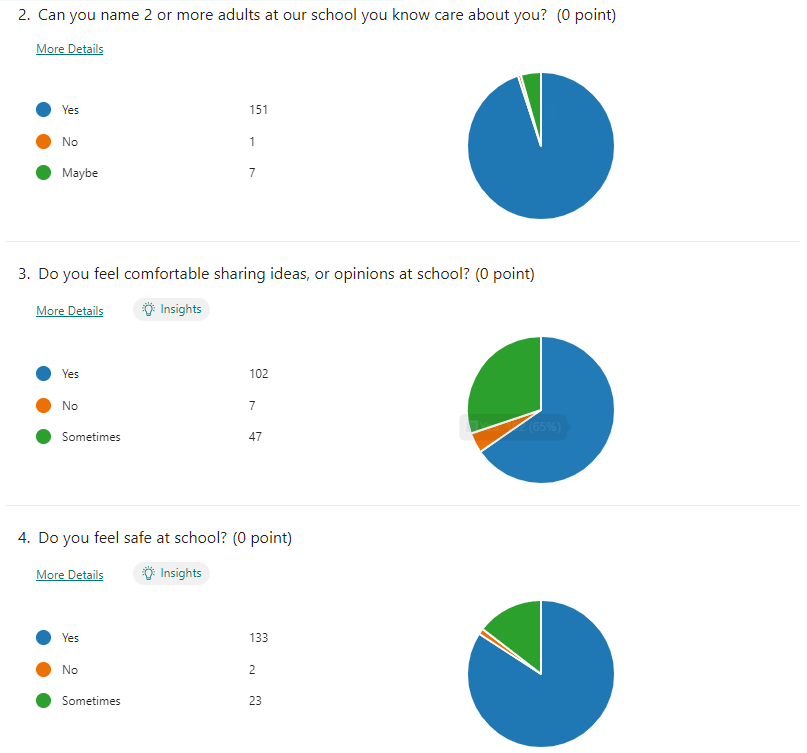 2. Can you name 2 or more adults at our school you know care about you? (0 point)
More Details
Yes 151
No 1
Maybe 7
3. Do you feel comfortable sharing ideas, or opinions at school? (0 point)
More Details Insights
Yes 102
No 7
Sometimes 47
(65%)
4. Do you feel safe at school? (0 point)
More Details Insights
Yes 133
No 2
Sometimes 23